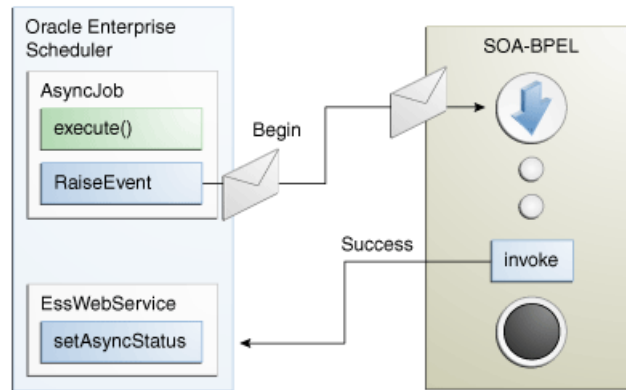 Oracle Enterprise
Scheduler
AsyncJob
execute()
RaiseEvent
Begin
SOA-BPEL
Success
invoke
EssWebService
setAsyncStatus